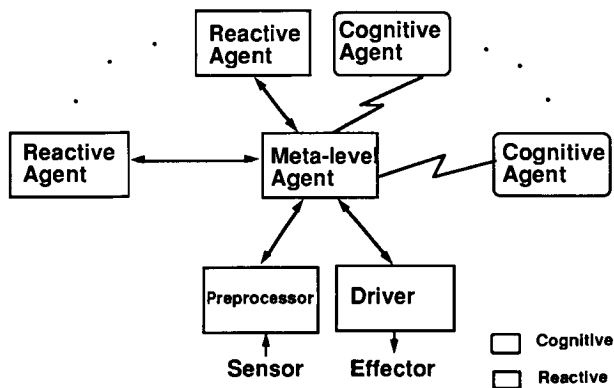 Reactive
Agent
Cognitive
Agent
Reactive
Agent
Meta-level
Agent
Cognitive
Agent
Preprocessor
Driver
Sensor
Effector
Cognitive
Reactive